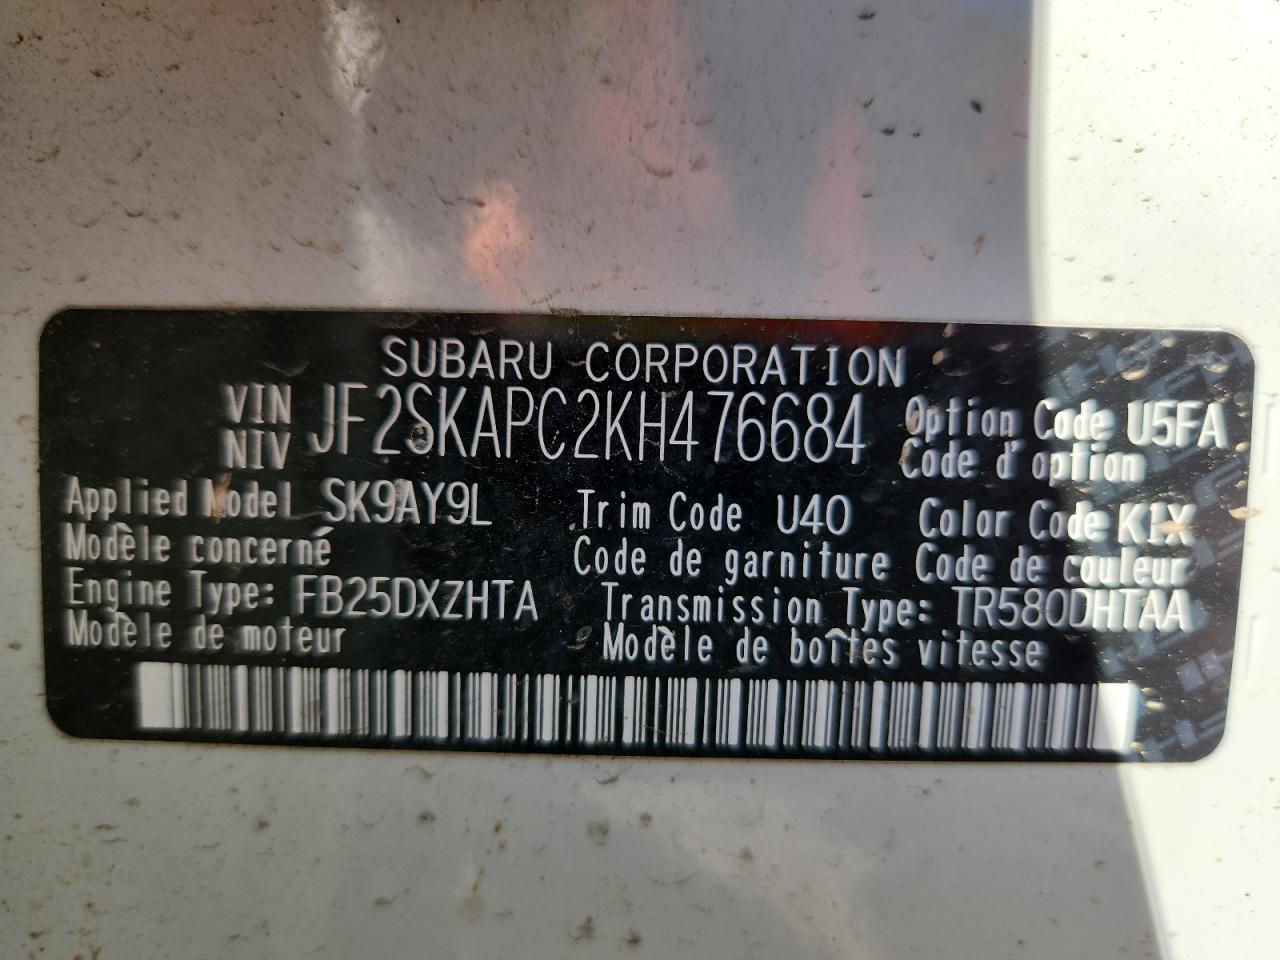 SUBARU CORPORATION
VIN JF2SKAPC2KH476684 Option Code U5FA
NIV Code d'option
Applied Model SK9AY9L Trim Code U40 Color Code K1X
Modèle concerné Code de garniture Code de couleur
Engine Type: FB25DXZHTA Transmission Type: TR580DHTAA
Modèle de moteur Modèle de boîtes vitesse